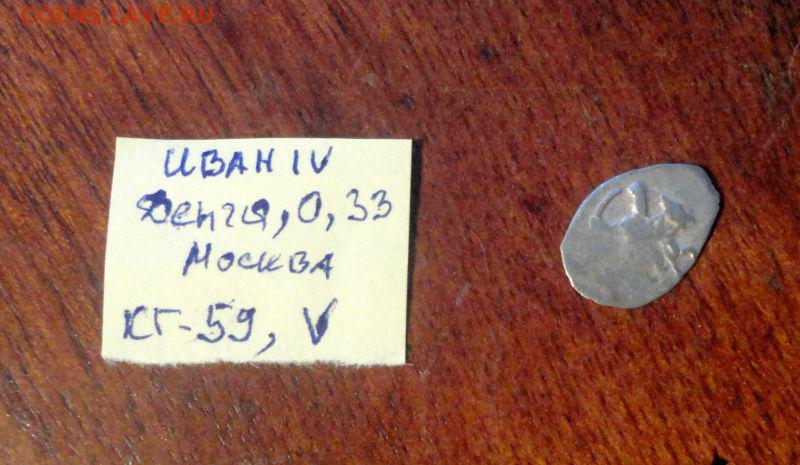 COINS.LAVE.RU
ИВАН IV
Денга, 0,33
Москва
КГ-59, V